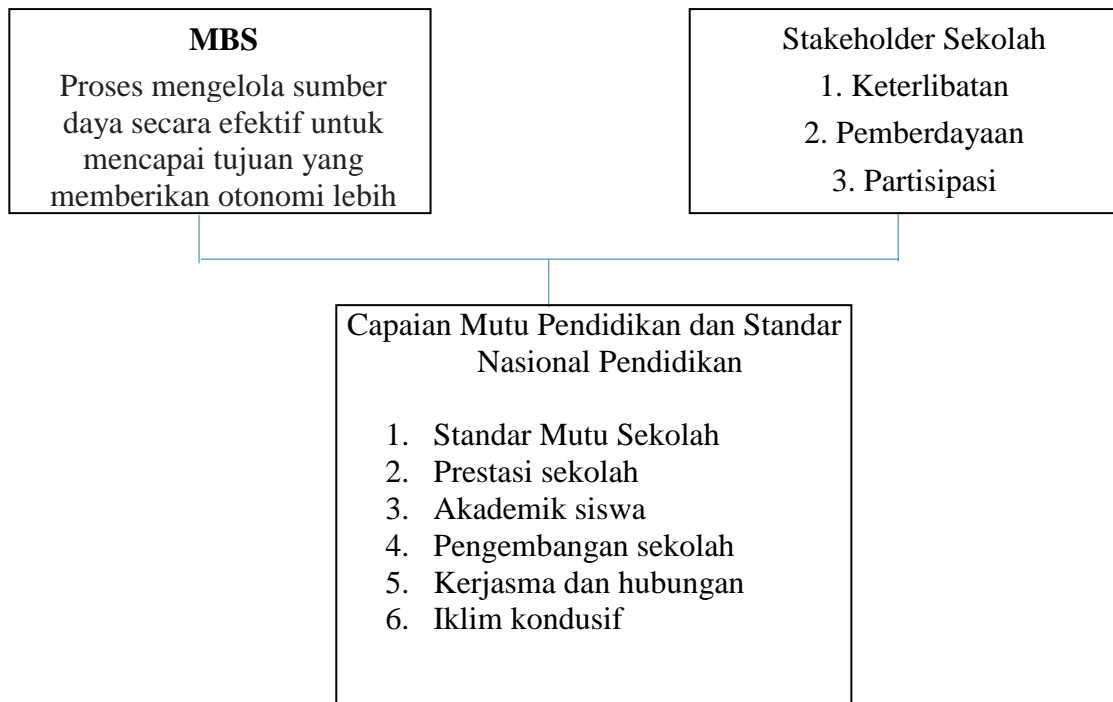 MBS
Proses mengelola sumber
daya secara efektif untuk
mencapai tujuan yang
memberikan otonomi lebih
Stakeholder Sekolah
1. Keterlibatan
2. Pemberdayaan
3. Partisipasi
Capaian Mutu Pendidikan dan Standar
Nasional Pendidikan
1. Standar Mutu Sekolah
2. Prestasi sekolah
3. Akademik siswa
4. Pengembangan sekolah
5. Kerjasma dan hubungan
6. Iklim kondusif